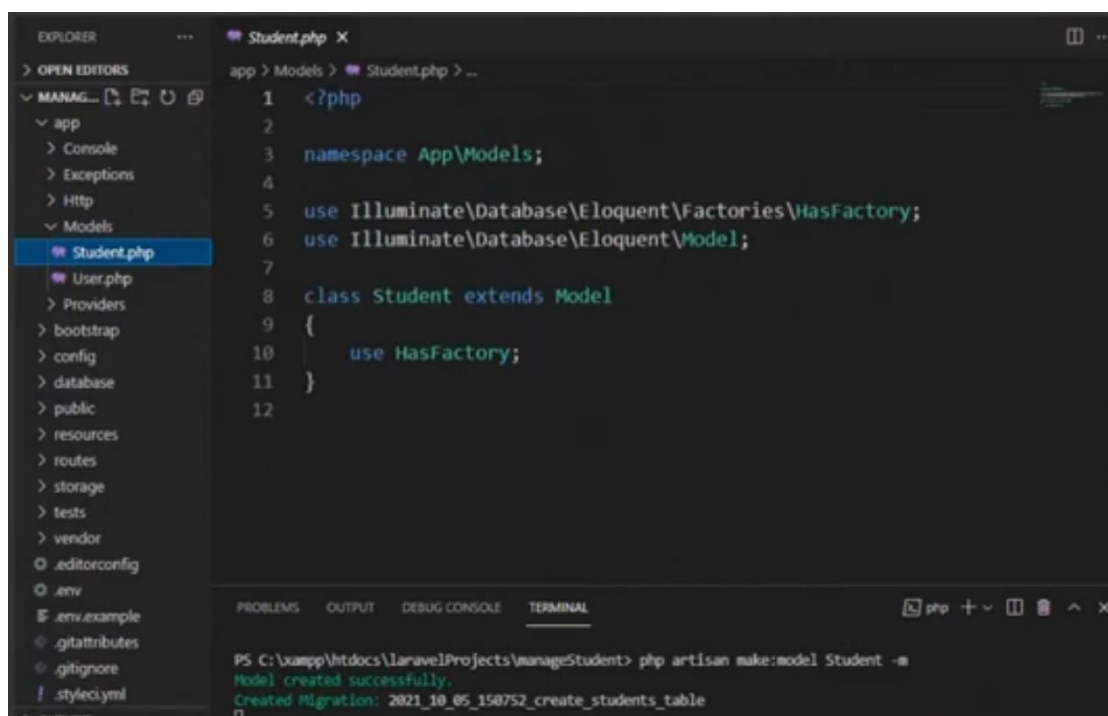 EXPLORER
OPEN EDITORS
MANAG...
app
Console
Exceptions
Http
Models
Student.php
User.php
Providers
bootstrap
config
database
public
resources
routes
storage
tests
vendor
.editorconfig
.env
.env.example
.gitattributes
.gitignore
.styleci.yml
Student.php
app > Models > Student.php > ...
1 <?php
2
3 namespace App\Models;
4
5 use Illuminate\Database\Eloquent\Factories\HasFactory;
6 use Illuminate\Database\Eloquent\Model;
7
8 class Student extends Model
9 {
10 use HasFactory;
11 }
12
PROBLEMS OUTPUT DEBUG CONSOLE TERMINAL php
PS C:\xampp\htdocs\laravelProjects\manageStudent> php artisan make:model Student -m
Model created successfully.
Created Migration: 2021_10_05_150752_create_students_table